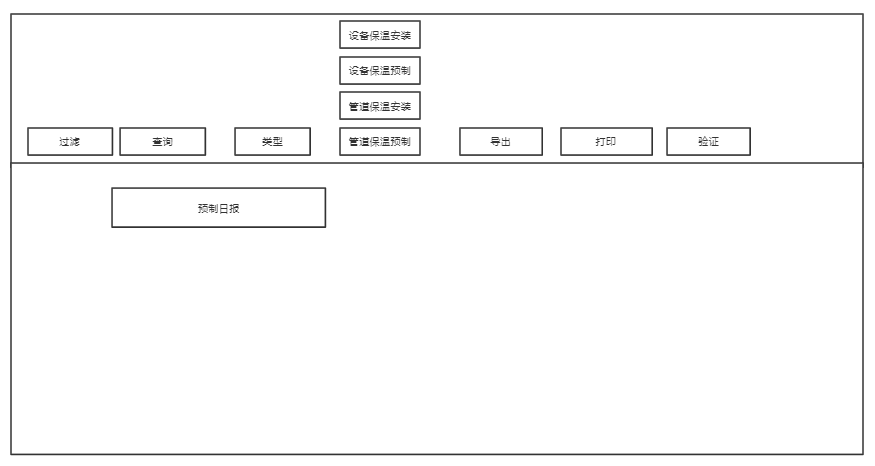 设备保温安装
设备保温预制
管道保温安装
过滤 查询 类型 管道保温预制 导出 打印 验证
预制日报